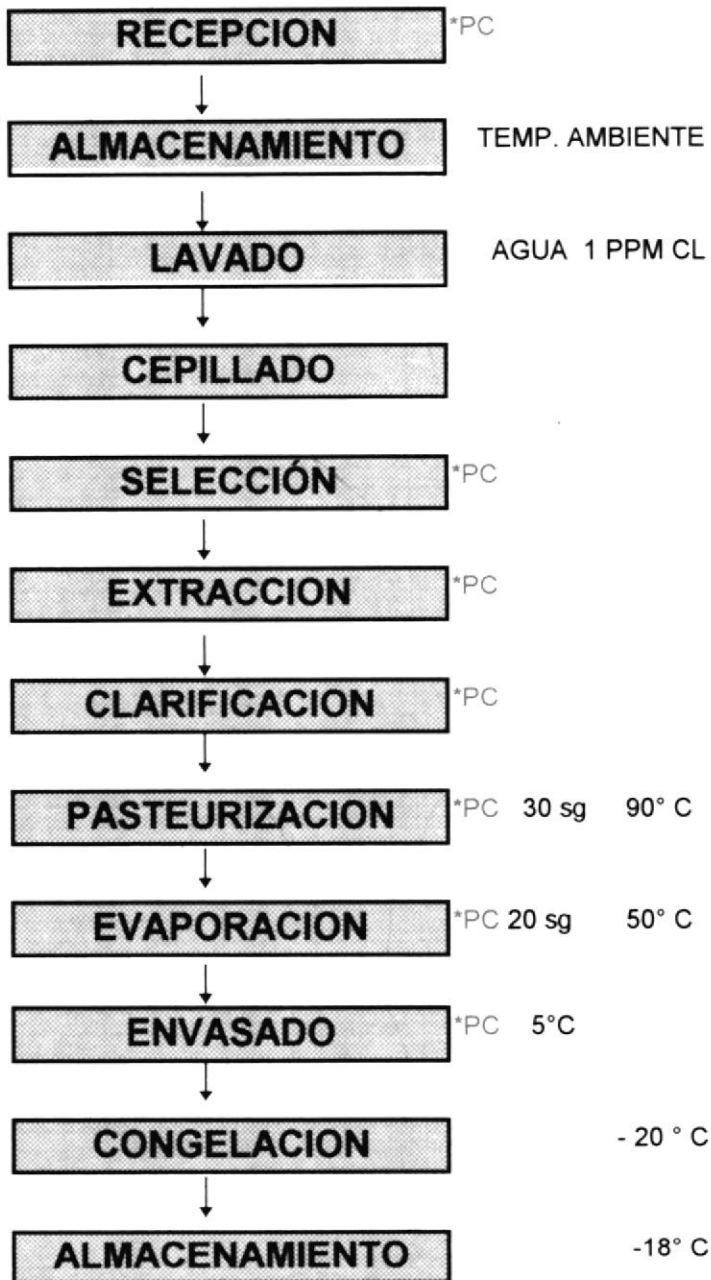 RECEPCION *PC
ALMACENAMIENTO TEMP. AMBIENTE
LAVADO AGUA 1 PPM CL
CEPILLADO
SELECCIÓN *PC
EXTRACCION *PC
CLARIFICACION *PC
PASTEURIZACION *PC 30 sg 90° C
EVAPORACION *PC 20 sg 50° C
ENVASADO *PC 5°C
CONGELACION - 20 ° C
ALMACENAMIENTO -18° C